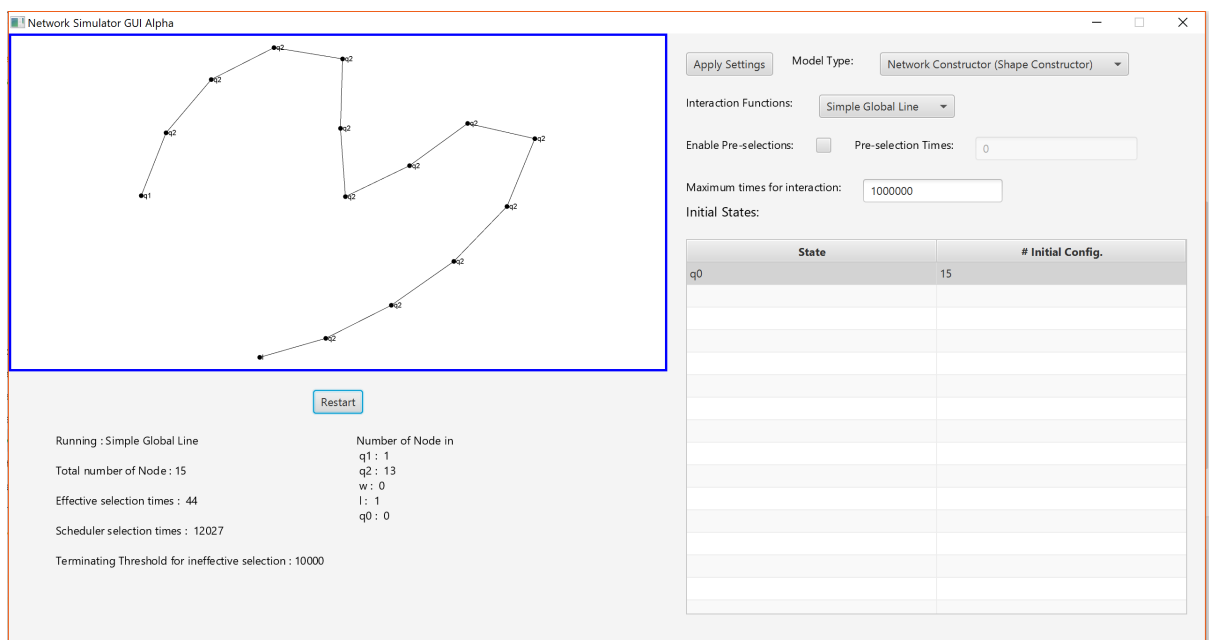 Network Simulator GUI Alpha
q2
q2
q2
q2
q2
q2
q2
q2
q2
q1
q2
q2
q2
q2
l
Apply Settings Model Type: Network Constructor (Shape Constructor)
Interaction Functions: Simple Global Line
Enable Pre-selections: Pre-selection Times: 0
Maximum times for interaction: 1000000
Initial States:
State # Initial Config.
q0 15
Restart
Running : Simple Global Line
Total number of Node : 15
Effective selection times : 44
Scheduler selection times : 12027
Terminating Threshold for ineffective selection : 10000
Number of Node in
q1 : 1
q2 : 13
w : 0
l : 1
q0 : 0